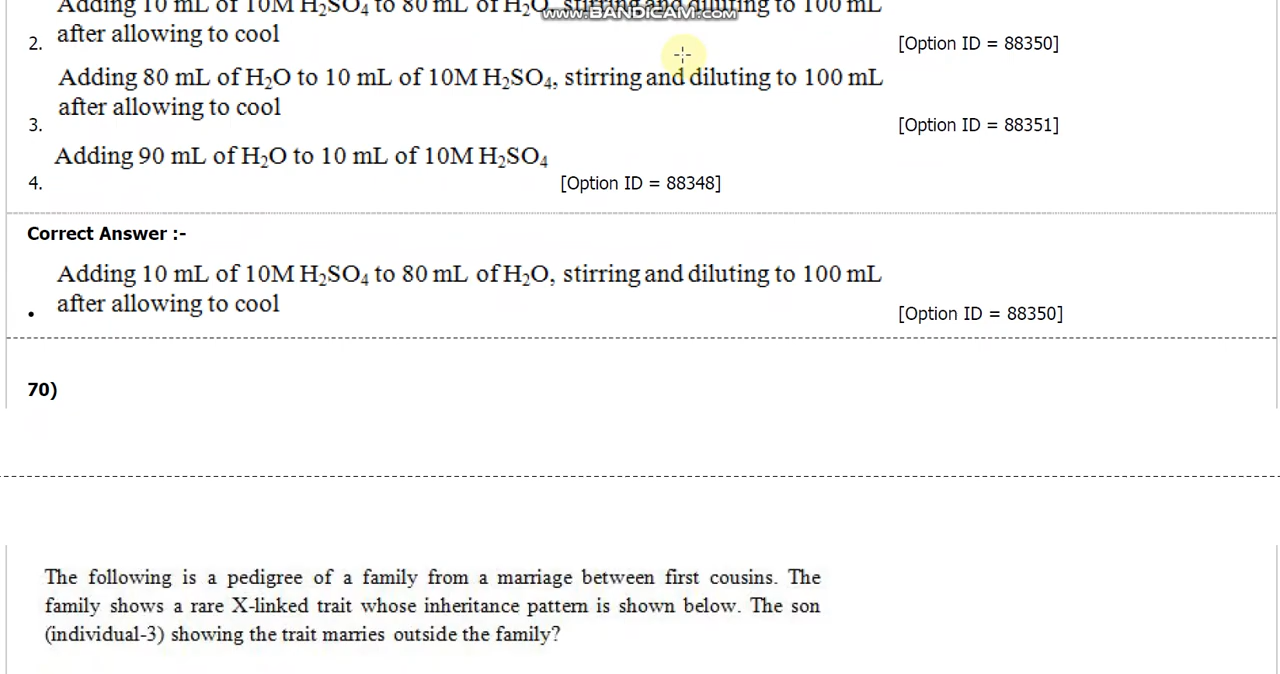 Adding 10 mL of 10M H₂SO₄ to 80 mL of H₂O, stirring and diluting to 100 mL
www.BANDICAM.com
after allowing to cool
2.
[Option ID = 88350]
Adding 80 mL of H₂O to 10 mL of 10M H₂SO₄, stirring and diluting to 100 mL
after allowing to cool
3.
[Option ID = 88351]
Adding 90 mL of H₂O to 10 mL of 10M H₂SO₄
4.
[Option ID = 88348]
Correct Answer :-
Adding 10 mL of 10M H₂SO₄ to 80 mL of H₂O, stirring and diluting to 100 mL
after allowing to cool
• [Option ID = 88350]
70)
The following is a pedigree of a family from a marriage between first cousins. The
family shows a rare X-linked trait whose inheritance pattern is shown below. The son
(individual-3) showing the trait marries outside the family?